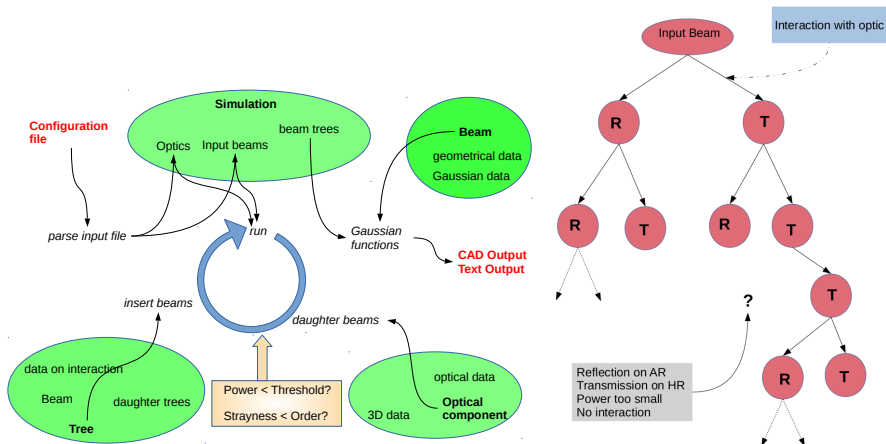 Simulation
Configuration
file
Optics
Input beams
beam trees
Beam
geometrical data
Gaussian data
parse input file
run
Gaussian
functions
CAD Output
Text Output
insert beams
daughter beams
data on interaction
Beam
daughter trees
Tree
Power < Threshold?
Strayness < Order?
optical data
3D data
Optical
component
Input Beam
Interaction with optic
R
T
R
T
R
T
?
T
R
T
Reflection on AR
Transmission on HR
Power too small
No interaction